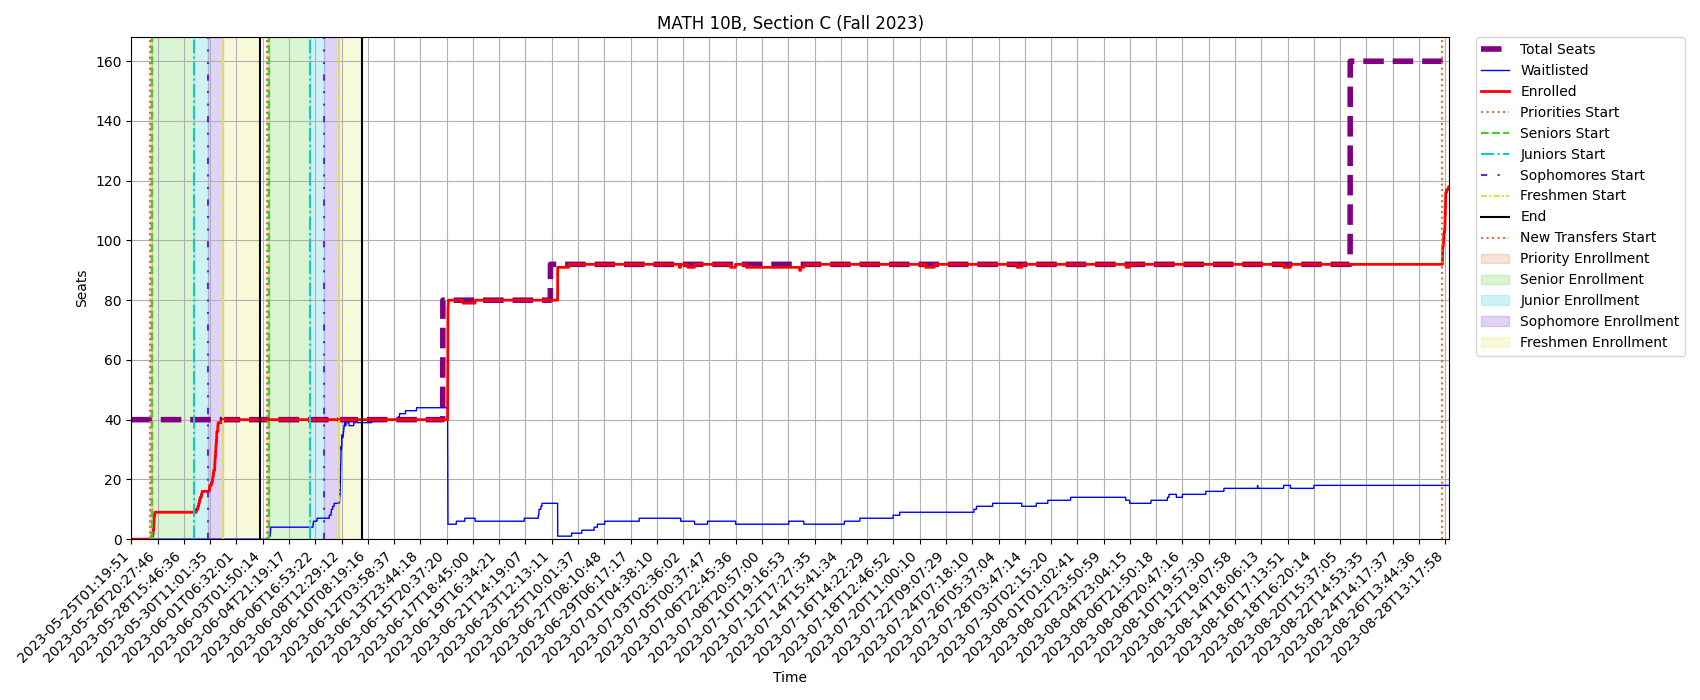 MATH 10B, Section C (Fall 2023)
160
140
120
100
80
60
40
20
0
Seats
2023-05-25T01:19:51
2023-05-26T20:27:46
2023-05-28T15:46:36
2023-05-30T11:01:35
2023-06-01T06:32:01
2023-06-03T01:50:14
2023-06-04T21:19:17
2023-06-06T16:53:22
2023-06-08T12:29:12
2023-06-10T08:19:16
2023-06-12T03:58:37
2023-06-13T23:44:18
2023-06-15T20:37:20
2023-06-17T18:45:00
2023-06-19T16:34:21
2023-06-21T14:19:07
2023-06-23T12:13:11
2023-06-25T10:01:37
2023-06-27T08:10:48
2023-06-29T06:17:17
2023-07-01T04:38:10
2023-07-03T02:36:02
2023-07-05T00:37:47
2023-07-06T22:45:36
2023-07-08T20:57:00
2023-07-10T19:16:53
2023-07-12T17:27:35
2023-07-14T15:41:34
2023-07-16T14:22:29
2023-07-18T12:46:52
2023-07-20T11:00:10
2023-07-22T09:07:29
2023-07-24T07:18:10
2023-07-26T05:37:04
2023-07-28T03:47:14
2023-07-30T02:15:20
2023-08-01T01:02:41
2023-08-02T23:50:59
2023-08-04T23:04:15
2023-08-06T21:50:18
2023-08-08T20:47:16
2023-08-10T19:57:30
2023-08-12T19:07:58
2023-08-14T18:06:13
2023-08-16T17:13:51
2023-08-18T16:20:14
2023-08-20T15:37:05
2023-08-22T14:53:35
2023-08-24T14:17:37
2023-08-26T13:44:36
2023-08-28T13:17:58
Time
Total Seats
Waitlisted
Enrolled
Priorities Start
Seniors Start
Juniors Start
Sophomores Start
Freshmen Start
End
New Transfers Start
Priority Enrollment
Senior Enrollment
Junior Enrollment
Sophomore Enrollment
Freshmen Enrollment